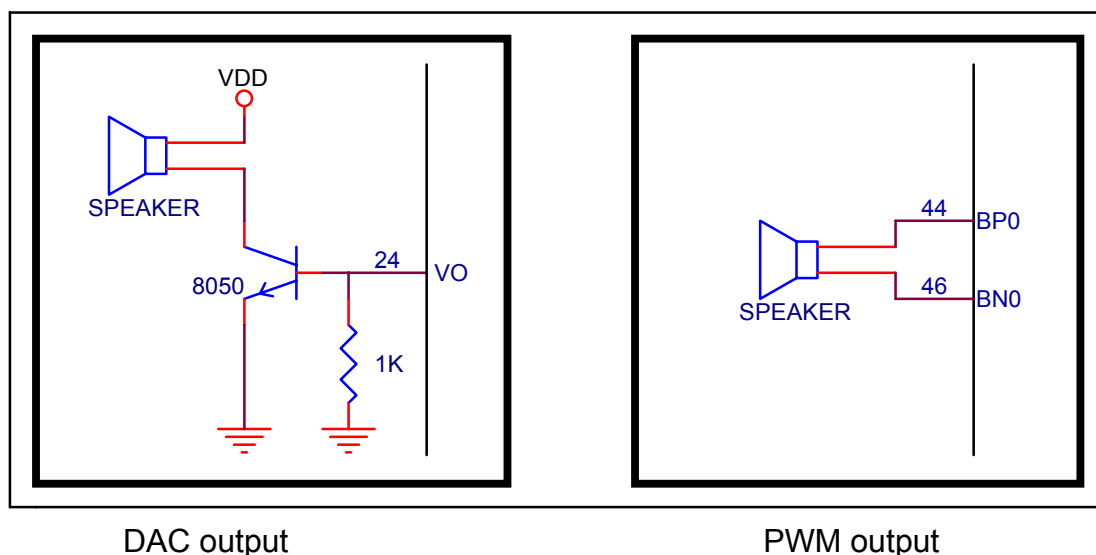 VDD
SPEAKER
8050
24
VO
1K
44
BP0
46
BN0
SPEAKER
DAC output
PWM output